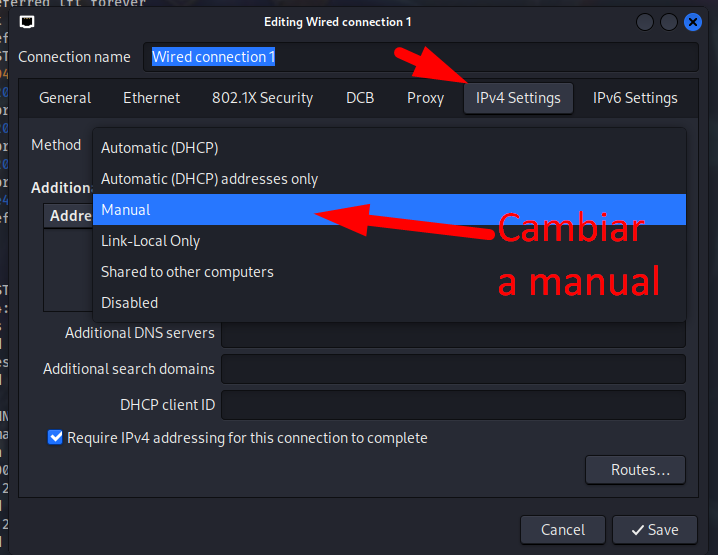 Editing Wired connection 1
Connection name Wired connection 1
General Ethernet 802.1X Security DCB Proxy IPv4 Settings IPv6 Settings
Method
Automatic (DHCP)
Automatic (DHCP) addresses only
Addre
Manual
Link-Local Only
Shared to other computers
Disabled
Cambiar
a manual
Additional DNS servers
Additional search domains
DHCP client ID
Require IPv4 addressing for this connection to complete
Routes...
Cancel
Save